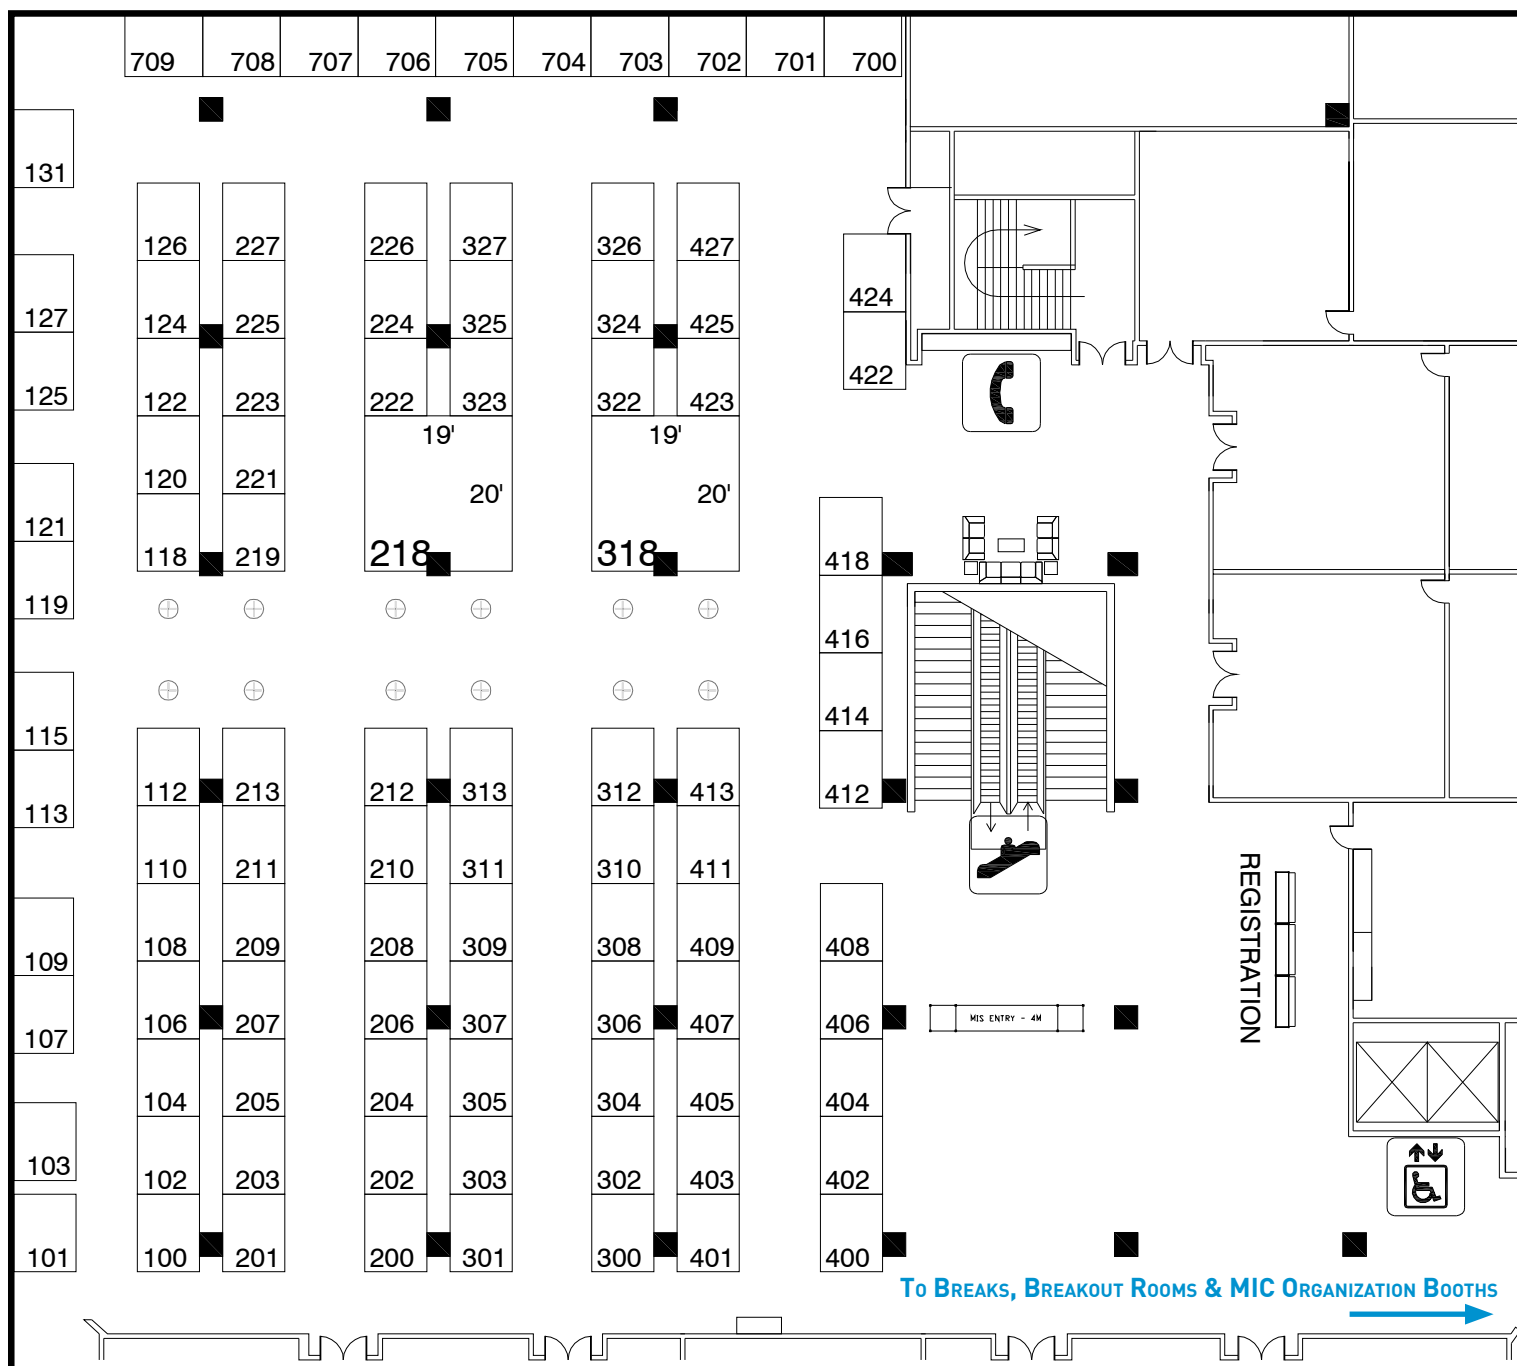 709 708 707 706 705 704 703 702 701 700
131
126 227 226 327 326 427
424
127 124 225 224 325 324 425
422
125 122 223 222 323 322 423
19' 19'
120 221 20' 20'
121
118 219 218 318 418
119
416
115 414
112 213 212 313 312 413 412
113
110 211 210 311 310 411
REGISTRATION
109 108 209 208 309 308 409 408
107 106 207 206 307 306 407 406 MIS ENTRY - 4M
104 205 204 305 304 405 404
103 102 203 202 303 302 403 402
101 100 201 200 301 300 401 400
TO BREAKS, BREAKOUT ROOMS & MIC ORGANIZATION BOOTHS